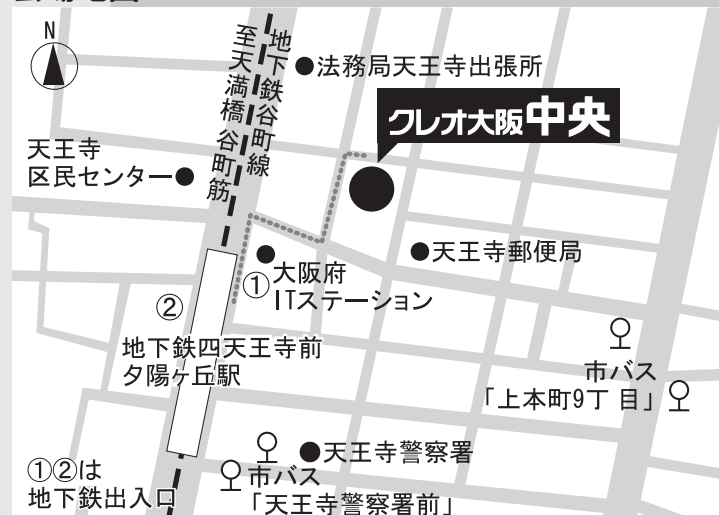 N
地下鉄谷町線
至天満橋 谷町筋
●法務局天王寺出張所
クレオ大阪中央
天王寺
区民センター●
●天王寺郵便局
①
大阪府
ITステーション
②
地下鉄四天王寺前
夕陽ヶ丘駅
市バス
「上本町9丁目」
●天王寺警察署
市バス
「天王寺警察署前」
①②は
地下鉄出入口